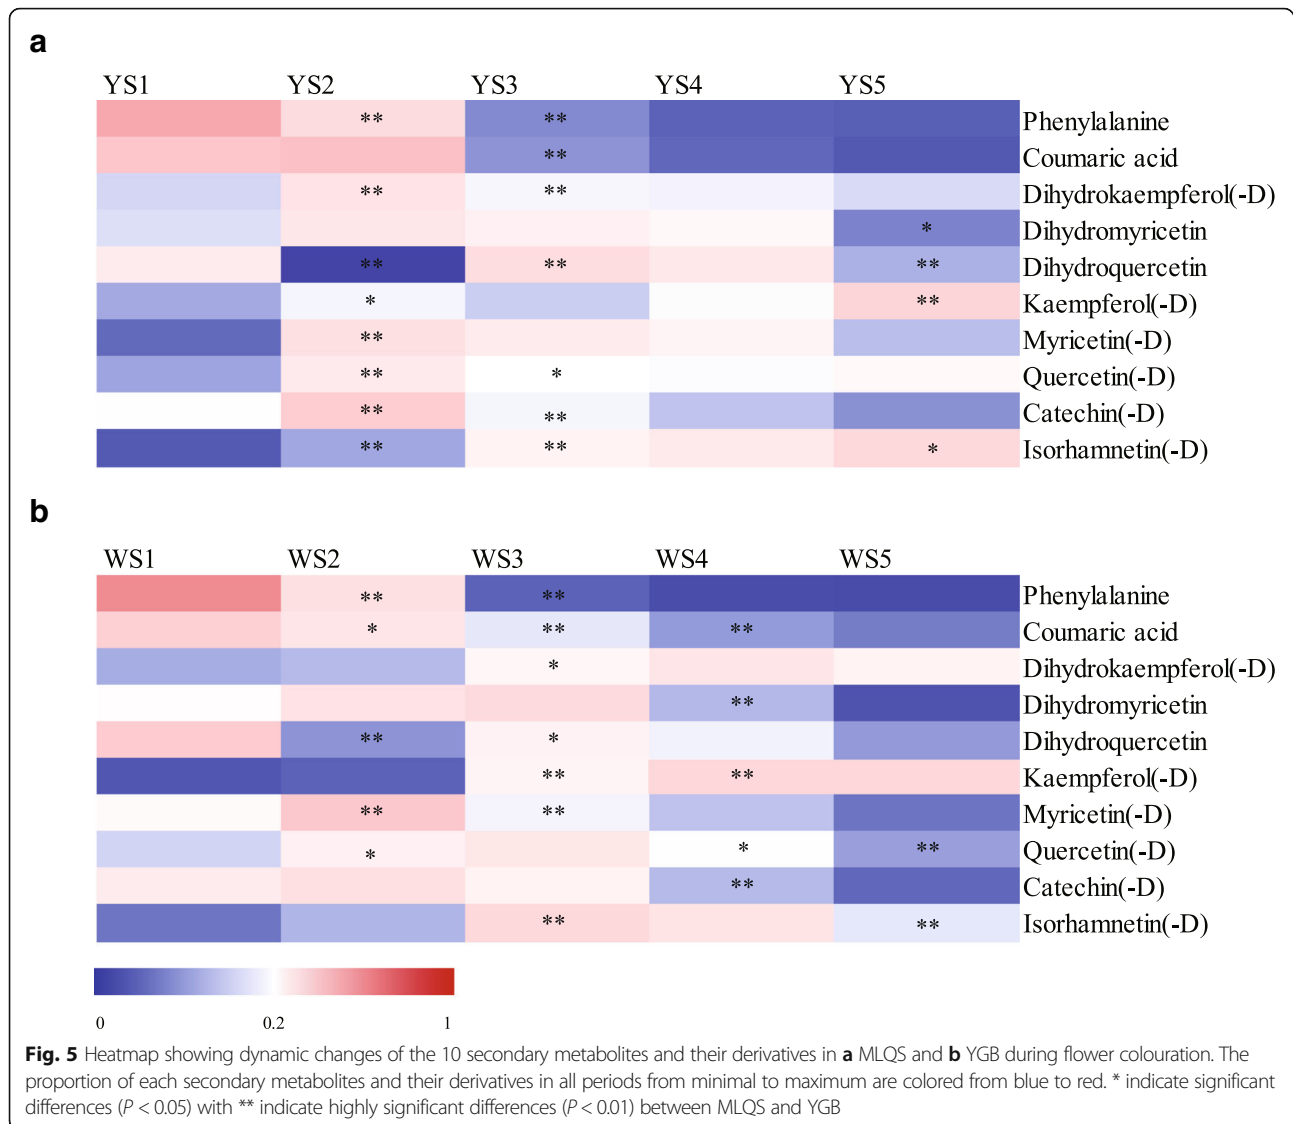 a
YS1 YS2 YS3 YS4 YS5
** ** Phenylalanine
** Coumaric acid
** ** Dihydrokaempferol(-D)
* Dihydromyricetin
** ** ** Dihydroquercetin
* ** Kaempferol(-D)
** Myricetin(-D)
** * Quercetin(-D)
** ** Catechin(-D)
** ** * Isorhamnetin(-D)
b
WS1 WS2 WS3 WS4 WS5
** ** Phenylalanine
* ** ** Coumaric acid
* Dihydrokaempferol(-D)
** Dihydromyricetin
** * Dihydroquercetin
** ** Kaempferol(-D)
** ** Myricetin(-D)
* * ** Quercetin(-D)
** Catechin(-D)
** ** Isorhamnetin(-D)
0 0.2 1
Fig. 5 Heatmap showing dynamic changes of the 10 secondary metabolites and their derivatives in a MLQS and b YGB during flower colouration. The
proportion of each secondary metabolites and their derivatives in all periods from minimal to maximum are colored from blue to red. * indicate significant
differences (P < 0.05) with ** indicate highly significant differences (P < 0.01) between MLQS and YGB